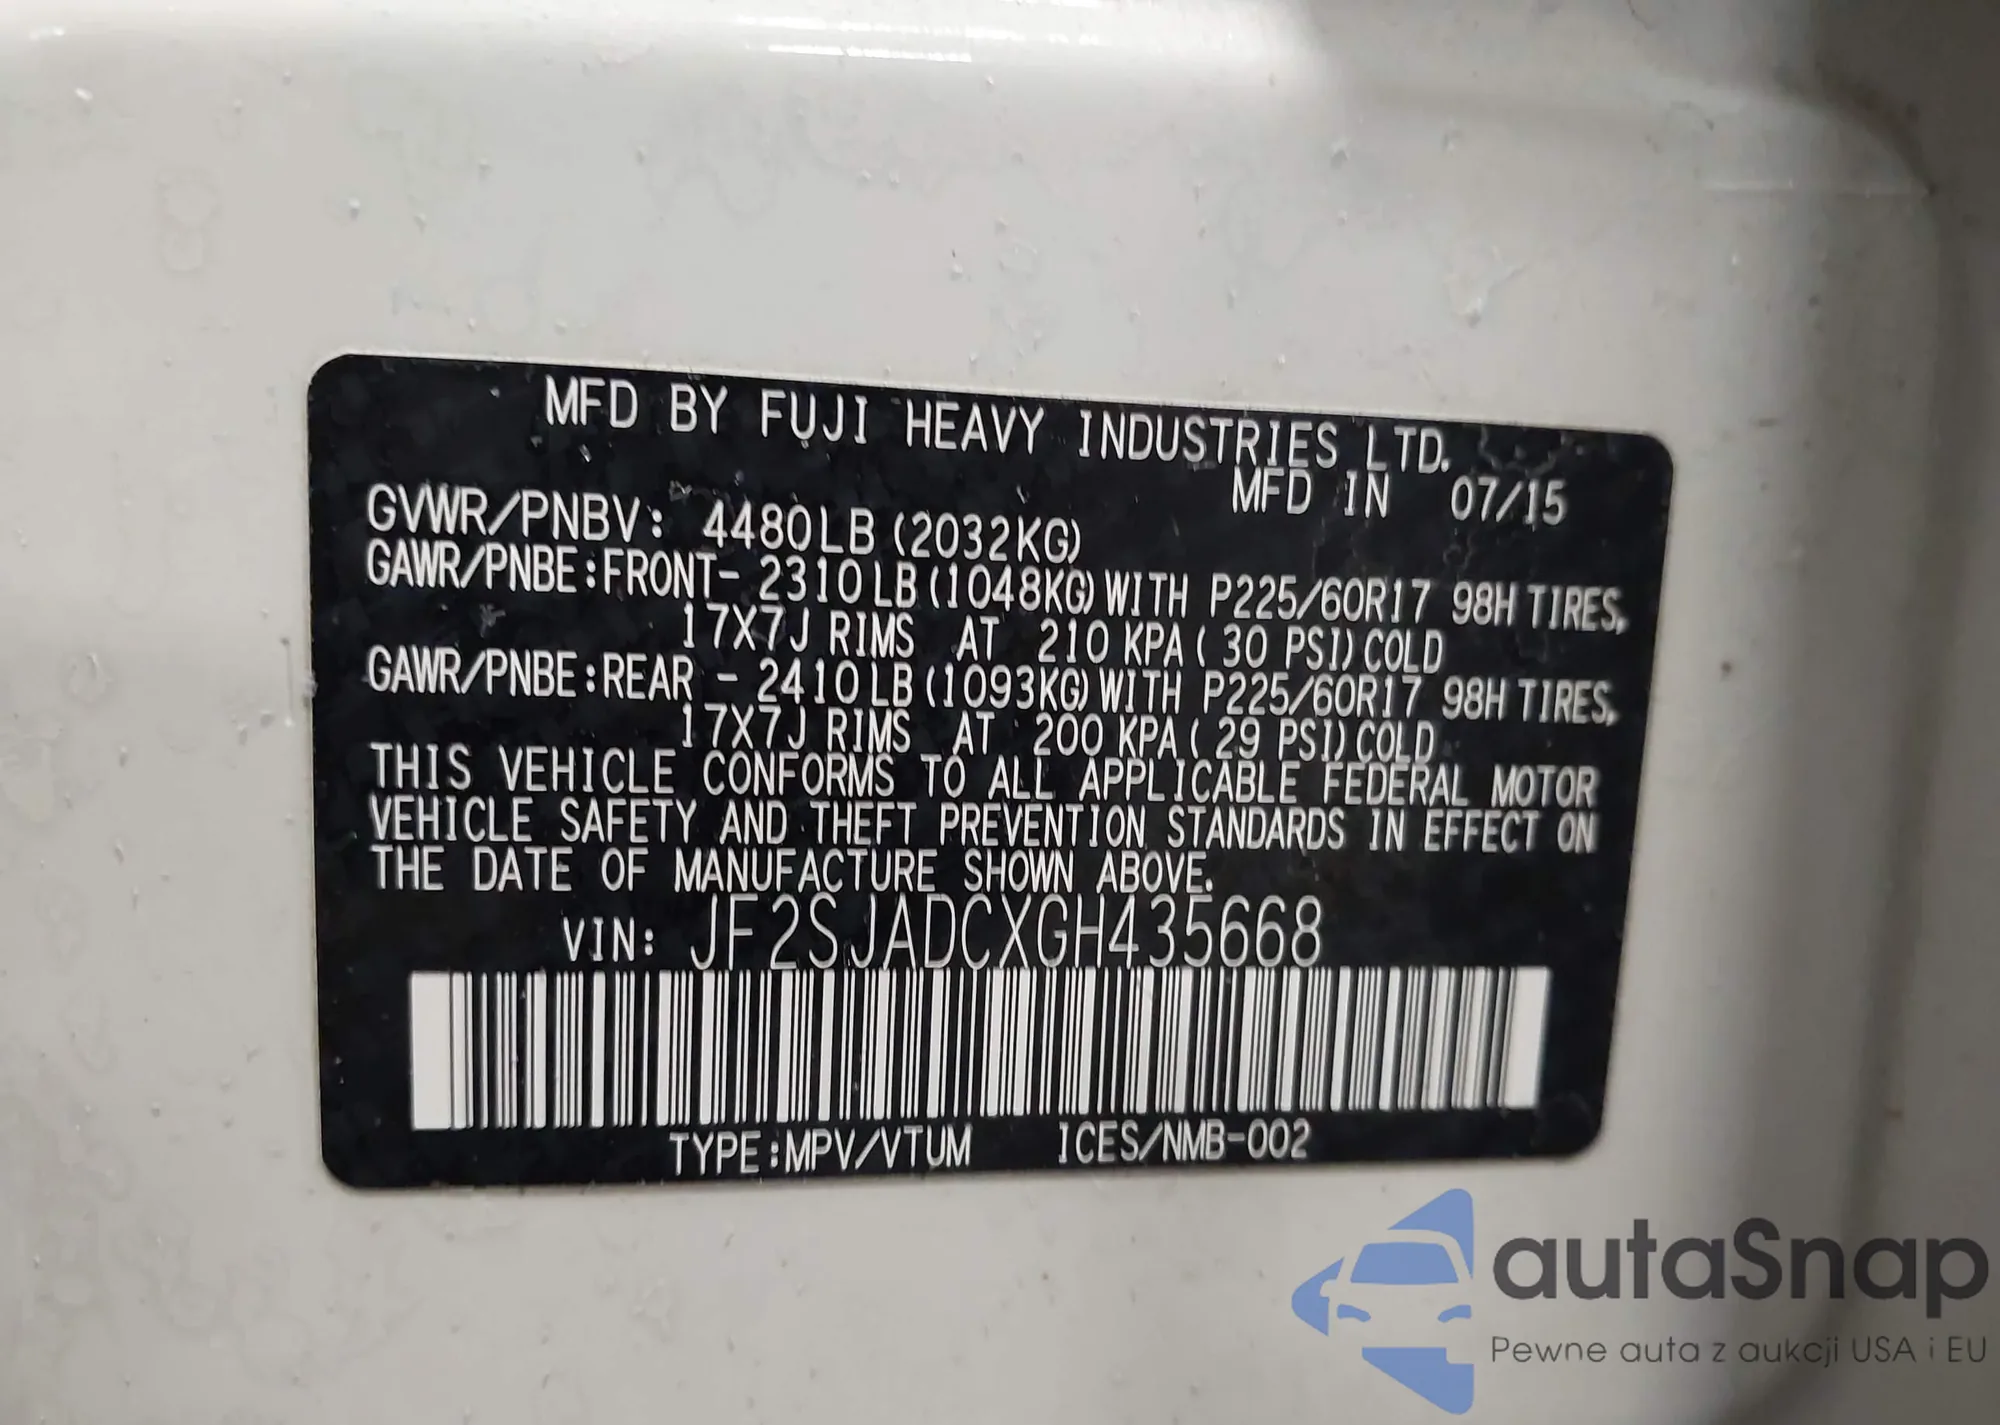 MFD BY FUJI HEAVY INDUSTRIES LTD.
MFD IN 07/15
GVWR/PNBV: 4480LB (2032KG)
GAWR/PNBE:FRONT- 2310LB (1048KG) WITH P225/60R17 98H TIRES,
17X7J RIMS AT 210 KPA ( 30 PSI) COLD
GAWR/PNBE:REAR - 2410LB (1093KG) WITH P225/60R17 98H TIRES,
17X7J RIMS AT 200 KPA ( 29 PSI) COLD
THIS VEHICLE CONFORMS TO ALL APPLICABLE FEDERAL MOTOR
VEHICLE SAFETY AND THEFT PREVENTION STANDARDS IN EFFECT ON
THE DATE OF MANUFACTURE SHOWN ABOVE.
VIN: JF2SJADCXGH435668
TYPE:MPV/VTUM ICES/NMB-002
autaSnap
Pewne auta z aukcji USA i EU